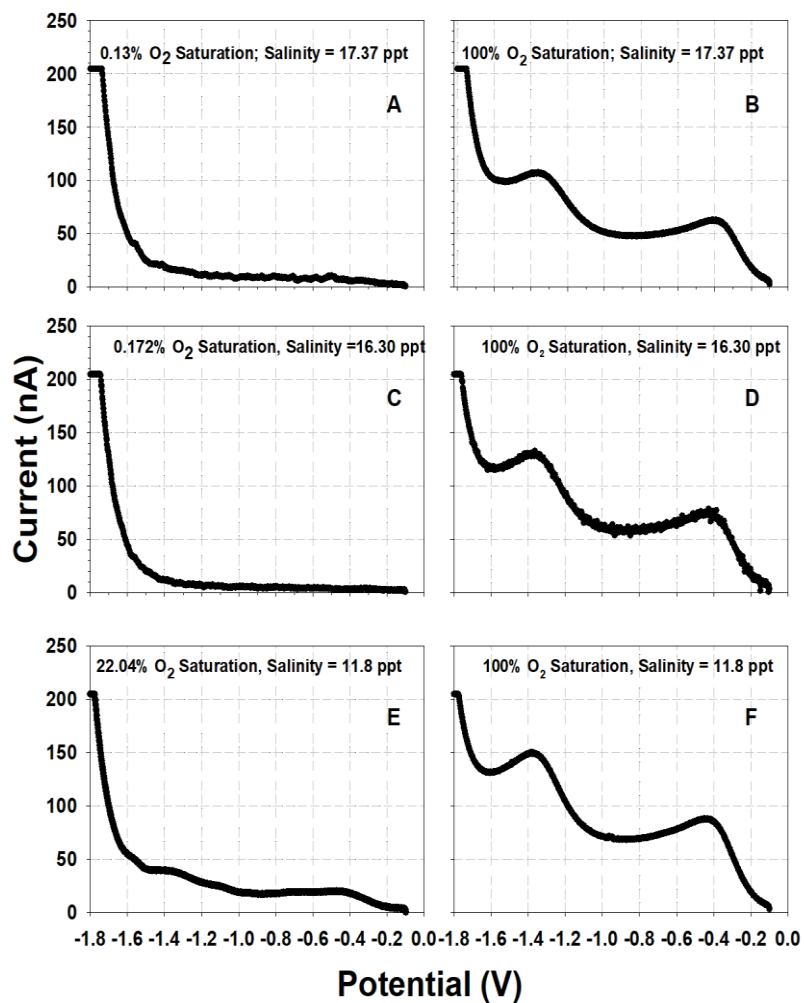 0.13% O2 Saturation; Salinity = 17.37 ppt
A
100% O2 Saturation; Salinity = 17.37 ppt
B
250
200
150
100
50
0
0.172% O2 Saturation, Salinity =16.30 ppt
C
100% O2 Saturation, Salinity = 16.30 ppt
D
250
200
150
100
50
0
Current (nA)
22.04% O2 Saturation, Salinity = 11.8 ppt
E
100% O2 Saturation, Salinity = 11.8 ppt
F
250
200
150
100
50
0
-1.8 -1.6 -1.4 -1.2 -1.0 -0.8 -0.6 -0.4 -0.2 0.0
-1.8 -1.6 -1.4 -1.2 -1.0 -0.8 -0.6 -0.4 -0.2 0.0
Potential (V)